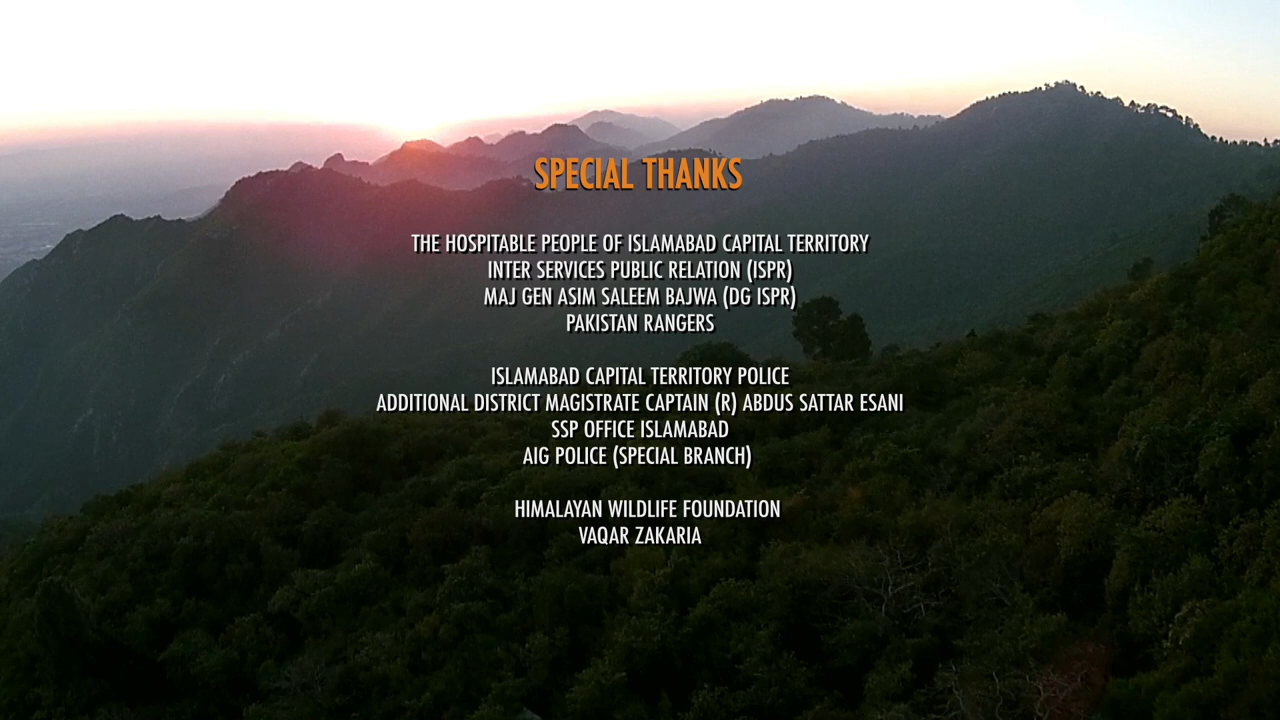 SPECIAL THANKS
THE HOSPITABLE PEOPLE OF ISLAMABAD CAPITAL TERRITORY
INTER SERVICES PUBLIC RELATION (ISPR)
MAJ GEN ASIM SALEEM BAJWA (DG ISPR)
PAKISTAN RANGERS
ISLAMABAD CAPITAL TERRITORY POLICE
ADDITIONAL DISTRICT MAGISTRATE CAPTAIN (R) ABDUS SATTAR ESANI
SSP OFFICE ISLAMABAD
AIG POLICE (SPECIAL BRANCH)
HIMALAYAN WILDLIFE FOUNDATION
VAQAR ZAKARIA